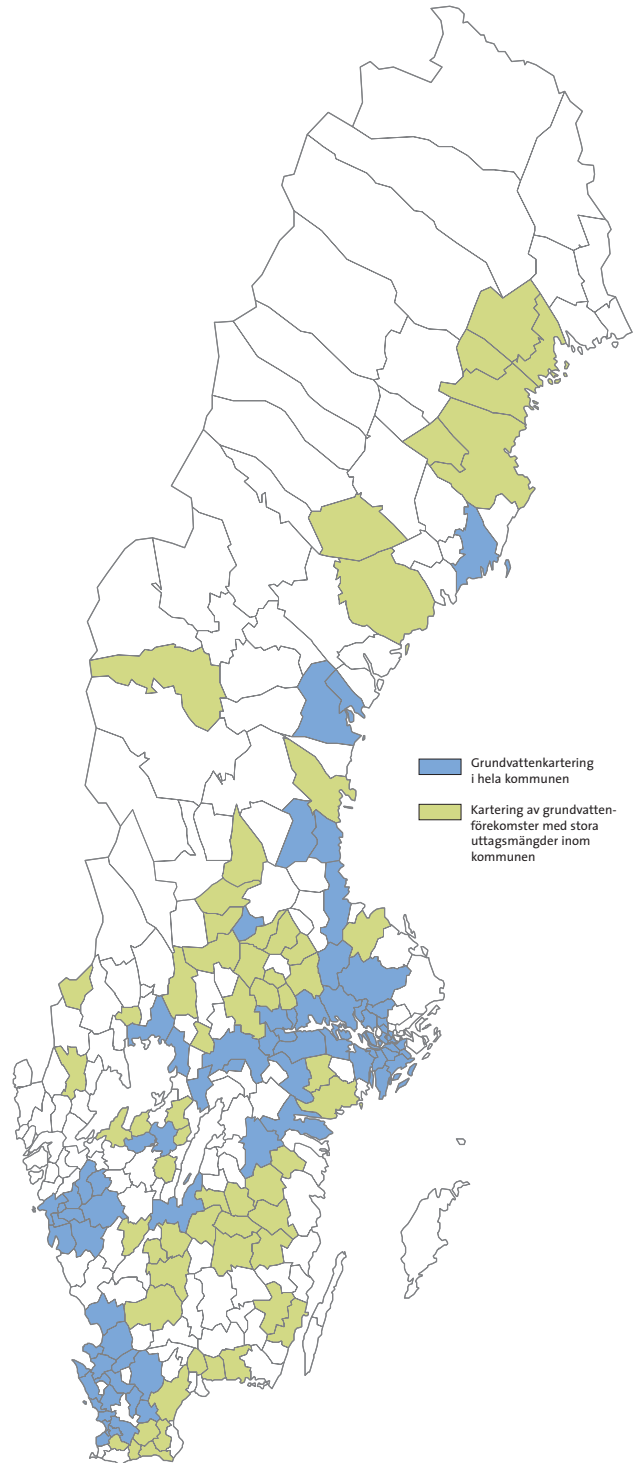 Grundvattenkartering
i hela kommunen
Kartering av grundvatten-
förekomster med stora
uttagsmängder inom
kommunen